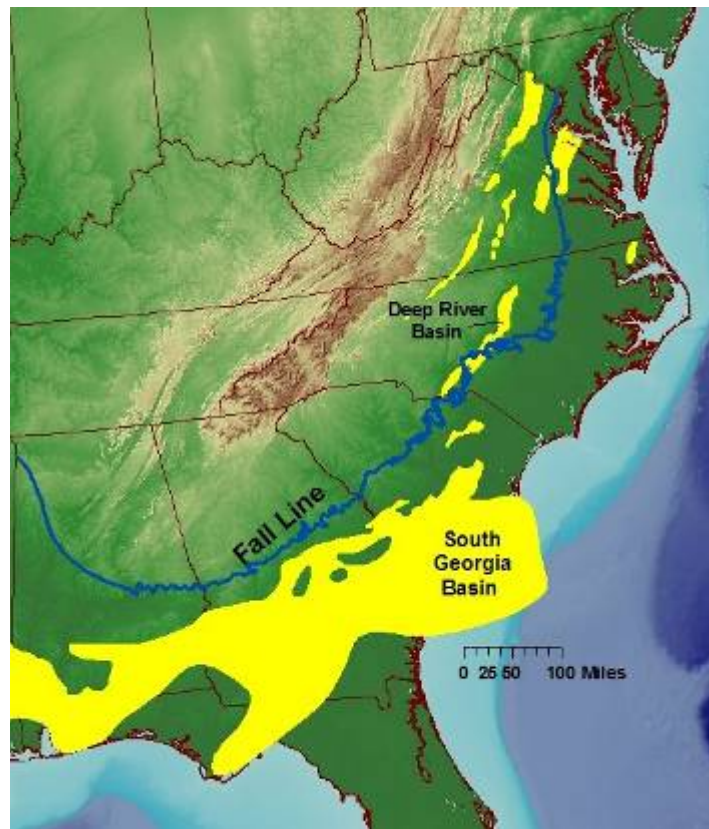 Deep River
Basin
Fall Line
South
Georgia
Basin
0 25 50 100 Miles